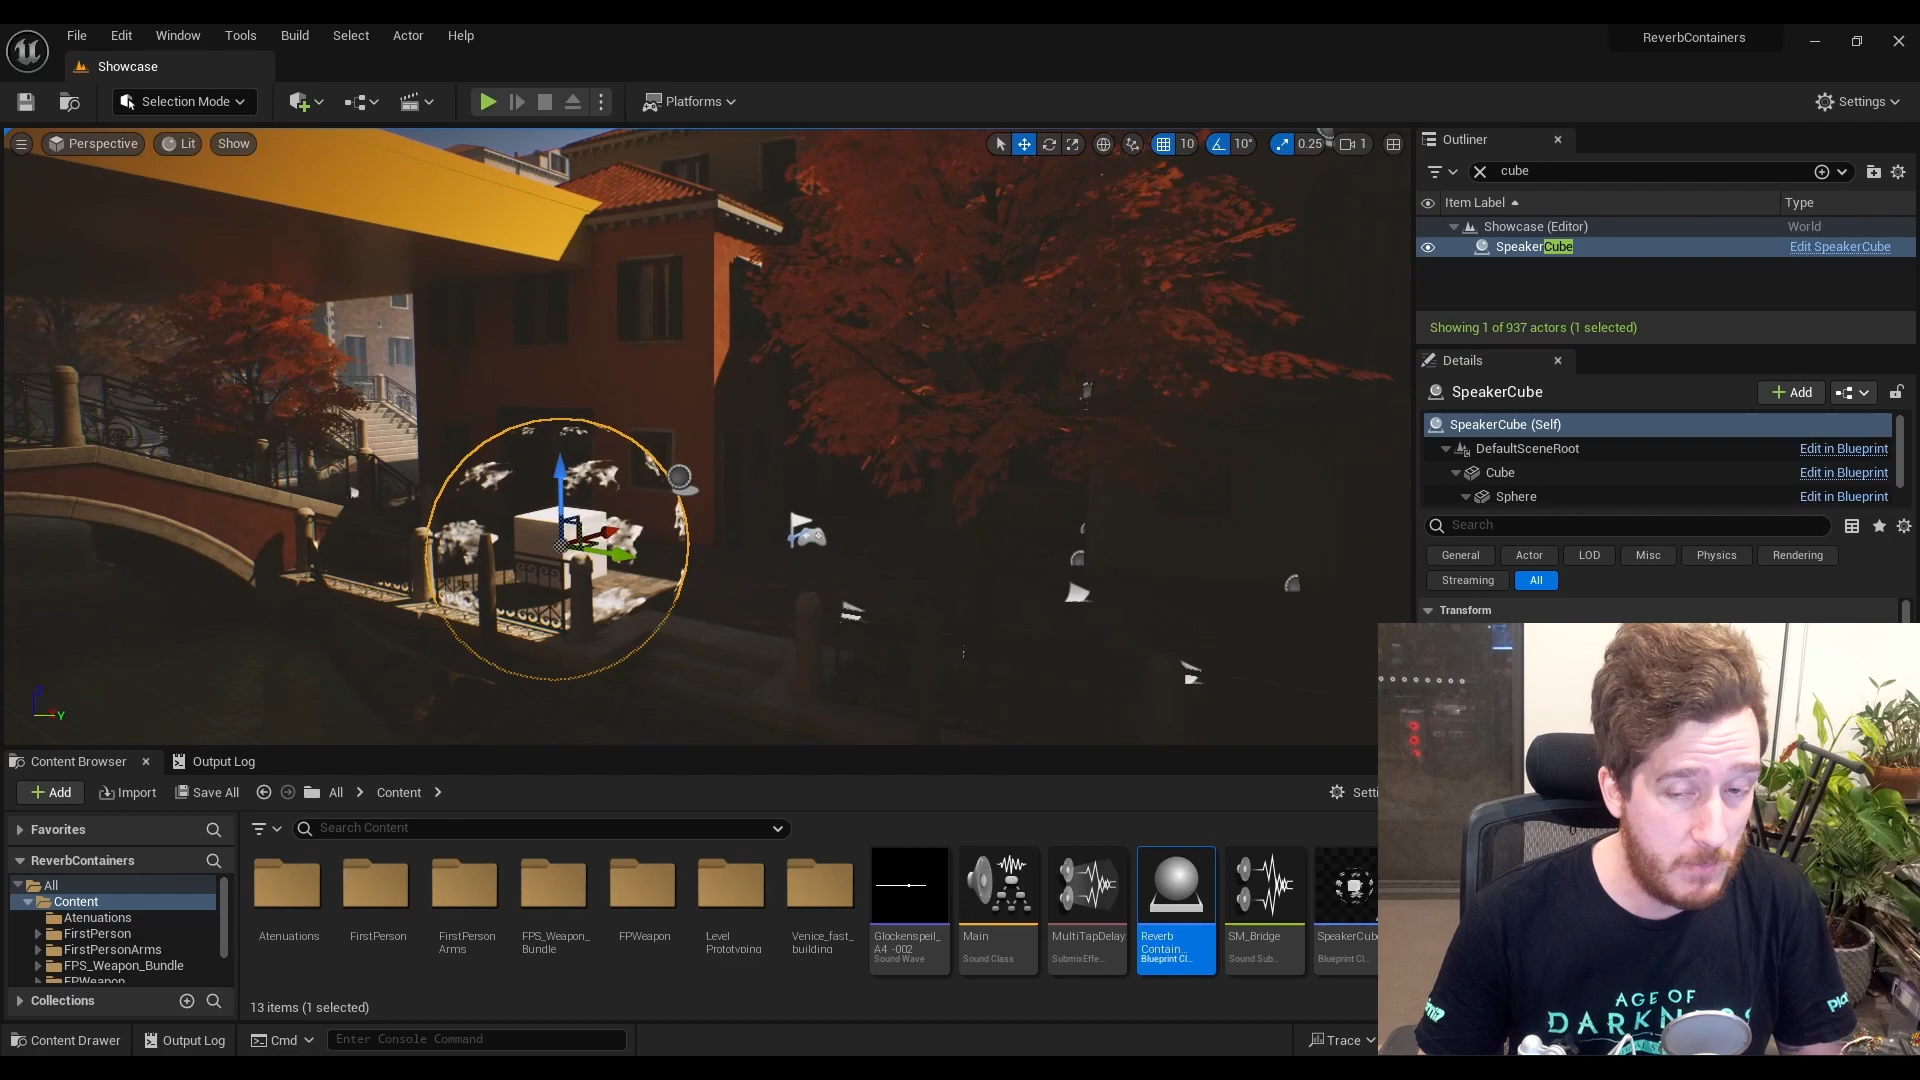 File Edit Window Tools Build Select Actor Help
ReverbContainers
Showcase
Selection Mode
Platforms
Settings
Perspective Lit Show
10 10° 0.25 1
Outliner
cube
Item Label Type
Showcase (Editor) World
SpeakerCube Edit SpeakerCube
Showing 1 of 937 actors (1 selected)
Details
SpeakerCube Add
SpeakerCube (Self)
DefaultSceneRoot Edit in Blueprint
Cube Edit in Blueprint
Sphere Edit in Blueprint
Search
General Actor LOD Misc Physics Rendering
Streaming All
Transform
Y
Content Browser Output Log
Add Import Save All All Content Setti
Favorites
Search Content
ReverbContainers
All
Content
Atenuations
FirstPerson
FirstPersonArms
FPS_Weapon_Bundle
FPWeapon
Collections
Atenuations
FirstPerson
FirstPerson
Arms
FPS_Weapon_
Bundle
FPWeapon
Level
Prototyping
Venice_fast_
building
Glockenspeil_
A4_-002
Sound Wave
Main
Sound Class
MultiTapDelay
SubmixEffe...
Reverb
Contain...
Blueprint Cl...
SM_Bridge
Sound Sub...
SpeakerCube
Blueprint Cl...
13 items (1 selected)
Content Drawer Output Log Cmd Enter Console Command Trace
AGE OF